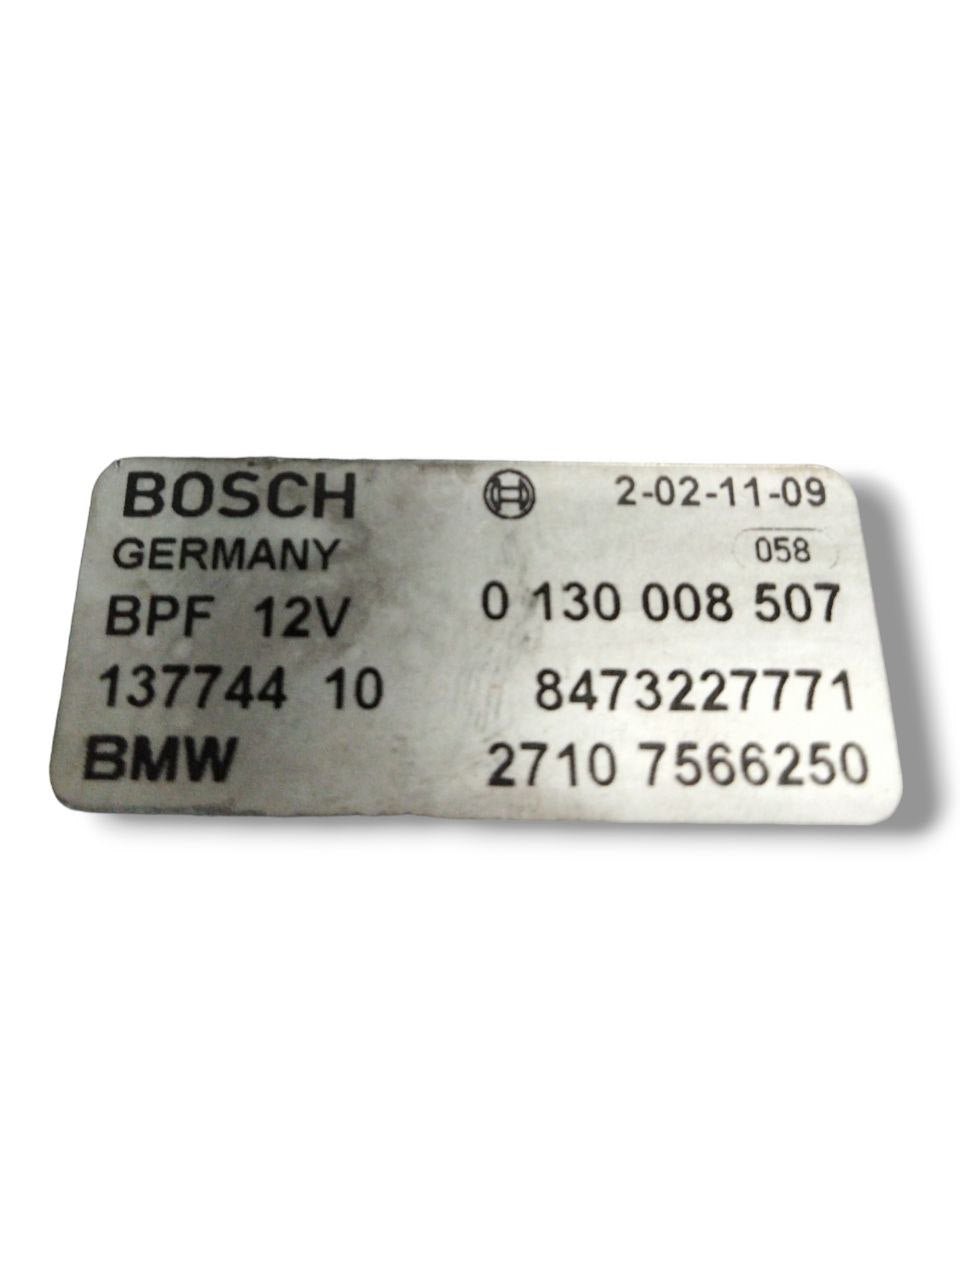 BOSCH 2-02-11-09
GERMANY 058
BPF 12V 0 130 008 507
137744 10 8473227771
BMW 2710 7566250